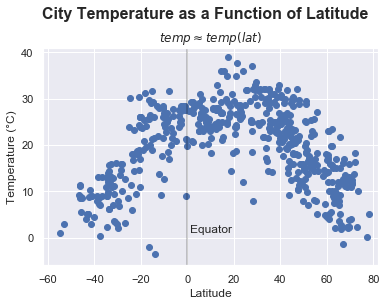 City Temperature as a Function of Latitude
temp ≈ temp(lat)
40
30
20
10
0
Temperature (°C)
Equator
−60 −40 −20 0 20 40 60 80
Latitude